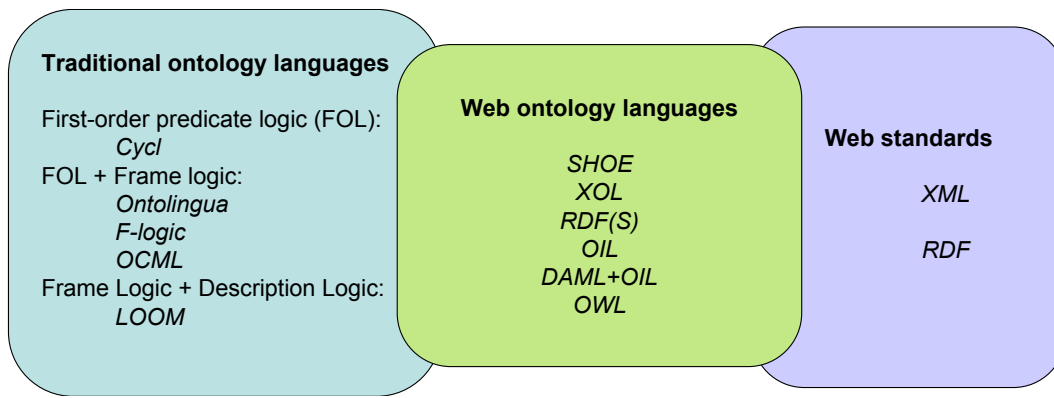 Traditional ontology languages
First-order predicate logic (FOL):
Cycl
FOL + Frame logic:
Ontolingua
F-logic
OCML
Frame Logic + Description Logic:
LOOM
Web ontology languages
SHOE
XOL
RDF(S)
OIL
DAML+OIL
OWL
Web standards
XML
RDF